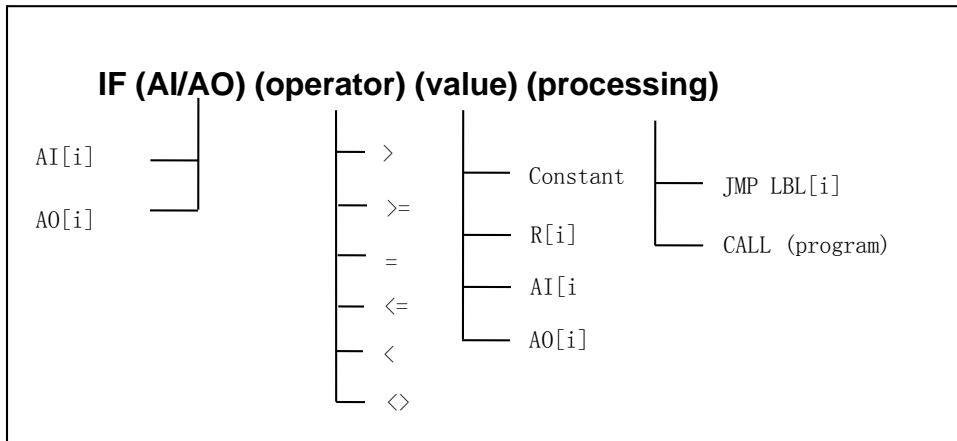 IF (AI/AO) (operator) (value) (processing)
AI[i]
AO[i]
>
>=
=
<=
<
<>
Constant
R[i]
AI[i
AO[i]
JMP LBL[i]
CALL (program)